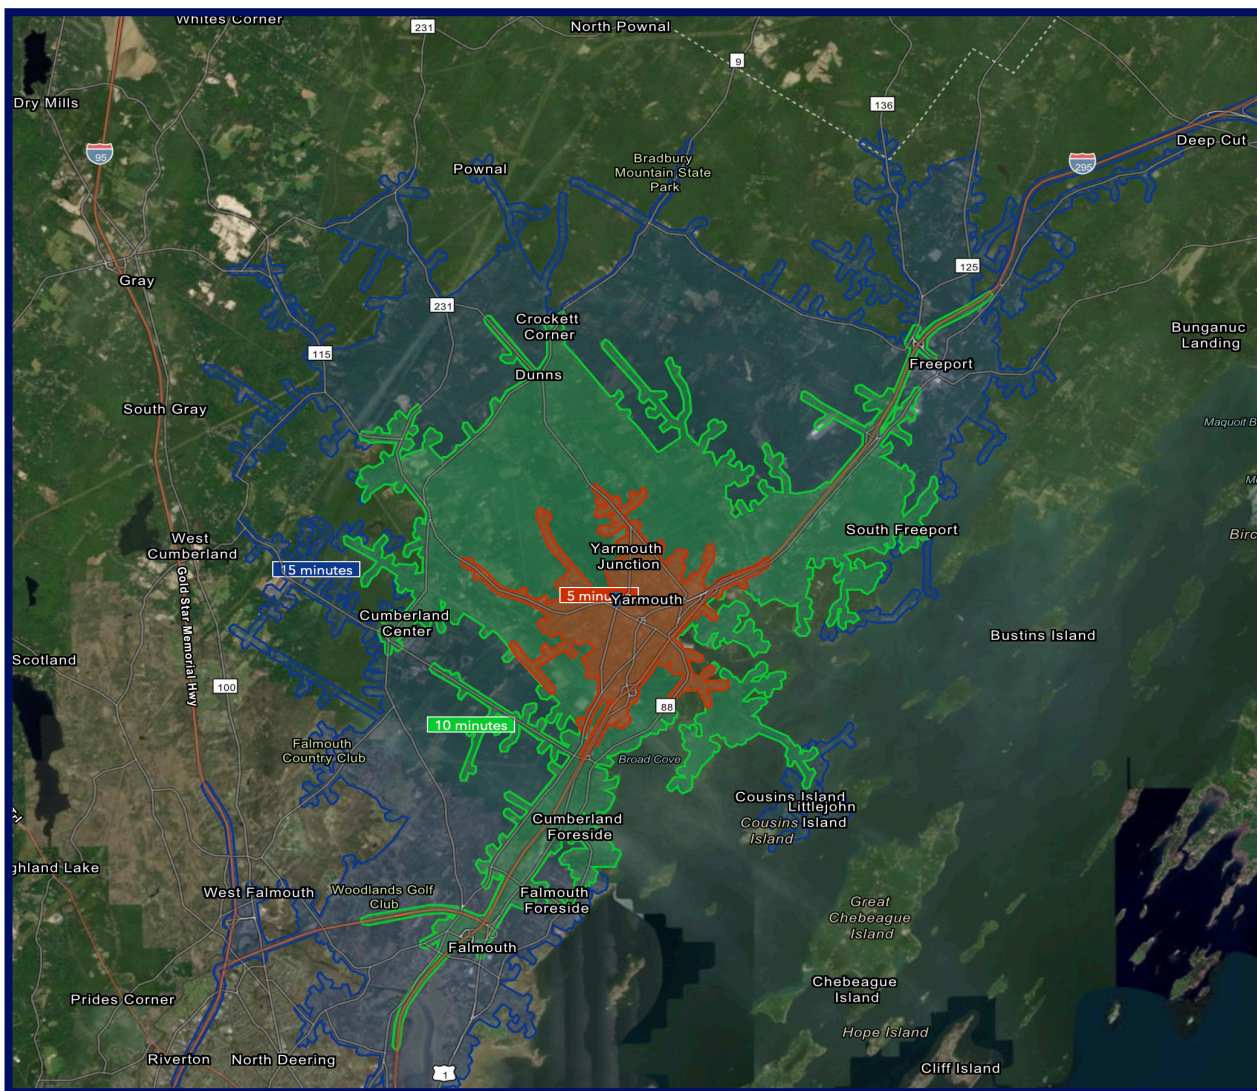 Whites Corner
231
North Pownal
9
Dry Mills
136
95
Deep Cut
295
Pownal
Bradbury
Mountain State
Park
Gray
125
231
Crockett
Corner
Bunganuc
Landing
115
Freeport
Dunns
South Gray
Maquoit B
West
Cumberland
South Freeport
Yarmouth
Junction
15 minutes
5 minu
Yarmouth
Gold Star Memorial Hwy
Cumberland
Center
Bustins Island
Scotland
100
88
10 minutes
Falmouth
Country Club
Broad Cove
Cousins Island
Littlejohn
Island
Cousins
Island
Cumberland
Foreside
ghland Lake
West Falmouth
Woodlands Golf
Club
Falmouth
Foreside
Great
Chebeague
Island
Falmouth
Chebeague
Island
Prides Corner
Hope Island
Riverton
North Deering
1
Cliff Island